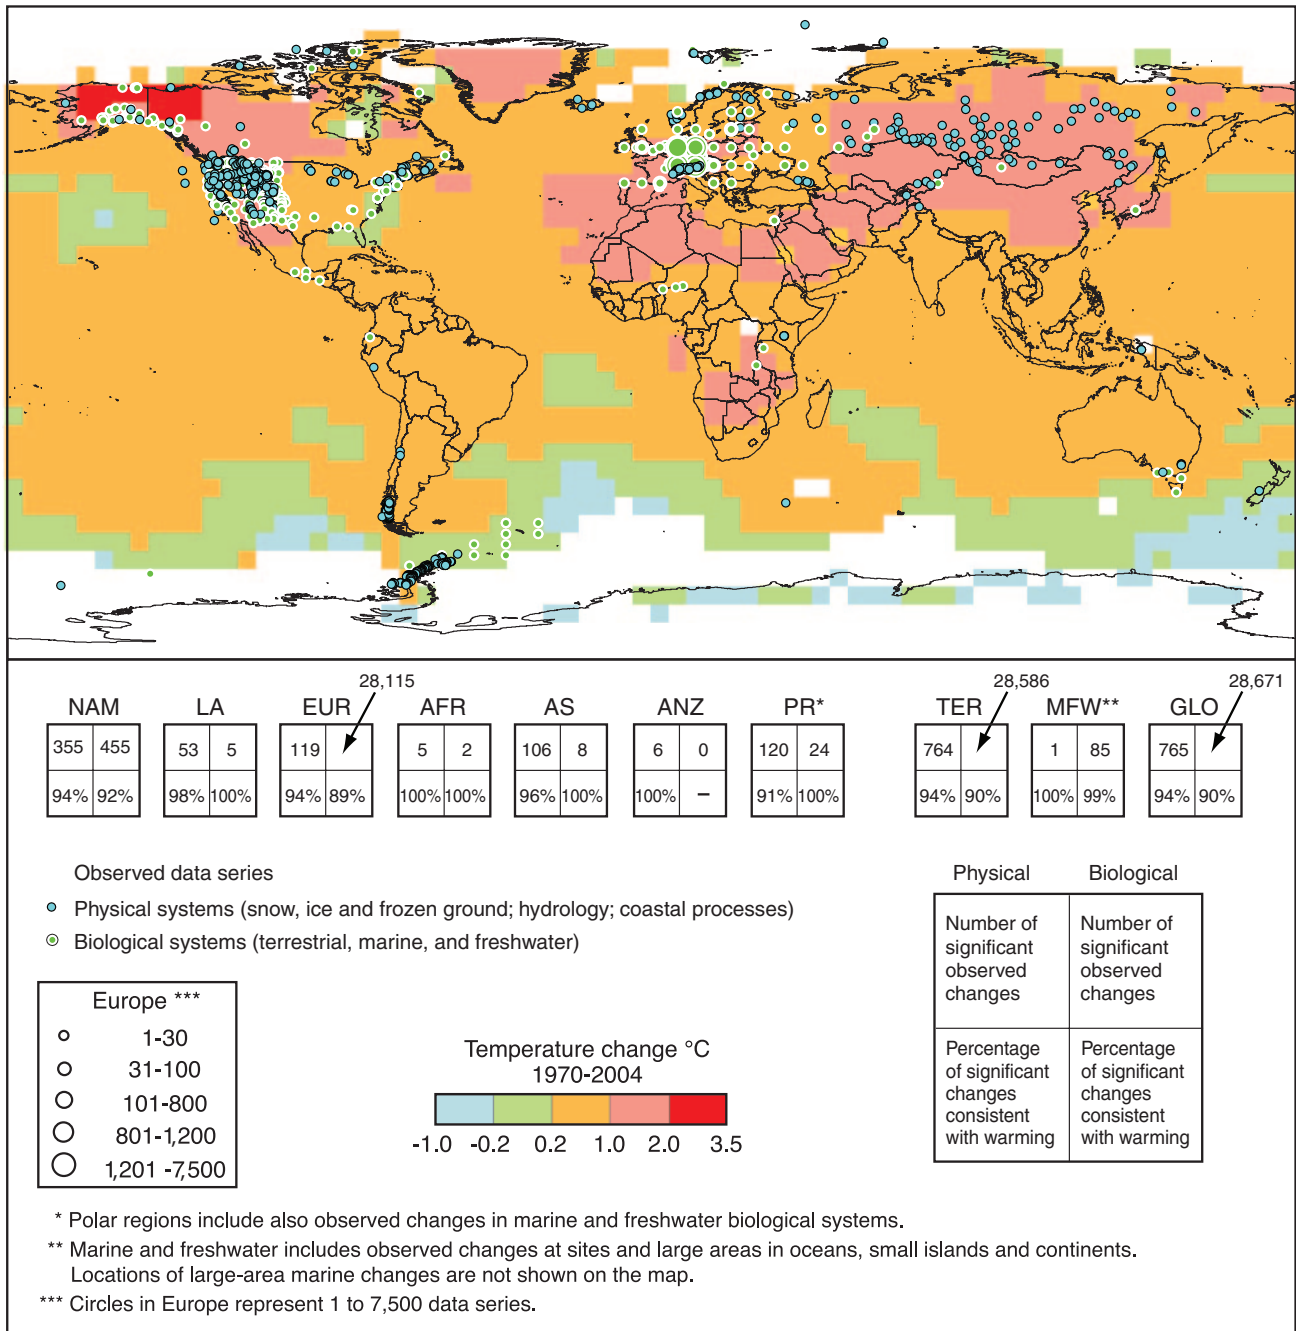 28,115
28,586
28,671
NAM LA EUR AFR AS ANZ PR* TER MFW** GLO
355 455 53 5 119 5 2 106 8 6 0 120 24 764 1 85 765
94% 92% 98% 100% 94% 89% 100% 100% 96% 100% 100% – 91% 100% 94% 90% 100% 99% 94% 90%
Observed data series
Physical systems (snow, ice and frozen ground; hydrology; coastal processes)
Biological systems (terrestrial, marine, and freshwater)
Europe ***
1-30
31-100
101-800
801-1,200
1,201 -7,500
Temperature change °C
1970-2004
-1.0 -0.2 0.2 1.0 2.0 3.5
Physical Biological
Number of
significant
observed
changes
Number of
significant
observed
changes
Percentage
of significant
changes
consistent
with warming
Percentage
of significant
changes
consistent
with warming
* Polar regions include also observed changes in marine and freshwater biological systems.
** Marine and freshwater includes observed changes at sites and large areas in oceans, small islands and continents.
Locations of large-area marine changes are not shown on the map.
*** Circles in Europe represent 1 to 7,500 data series.